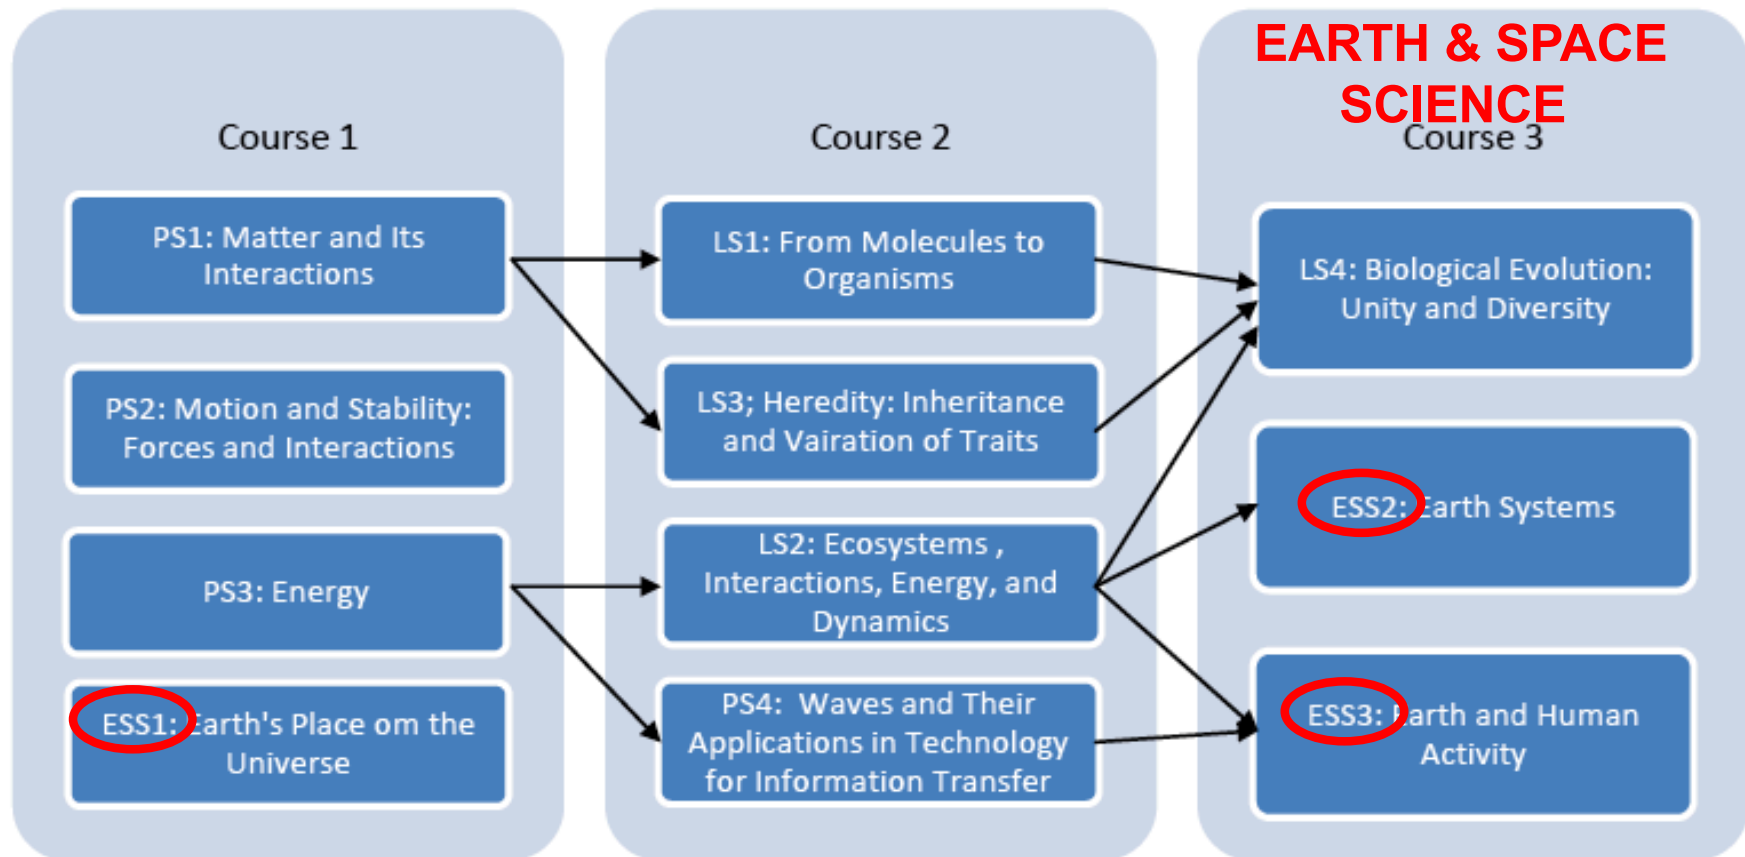 EARTH & SPACE
SCIENCE
Course 1
PS1: Matter and Its
Interactions
PS2: Motion and Stability:
Forces and Interactions
PS3: Energy
ESS1: Earth's Place om the
Universe
Course 2
LS1: From Molecules to
Organisms
LS3; Heredity: Inheritance
and Vairation of Traits
LS2: Ecosystems ,
Interactions, Energy, and
Dynamics
PS4: Waves and Their
Applications in Technology
for Information Transfer
Course 3
LS4: Biological Evolution:
Unity and Diversity
ESS2: Earth Systems
ESS3: Earth and Human
Activity